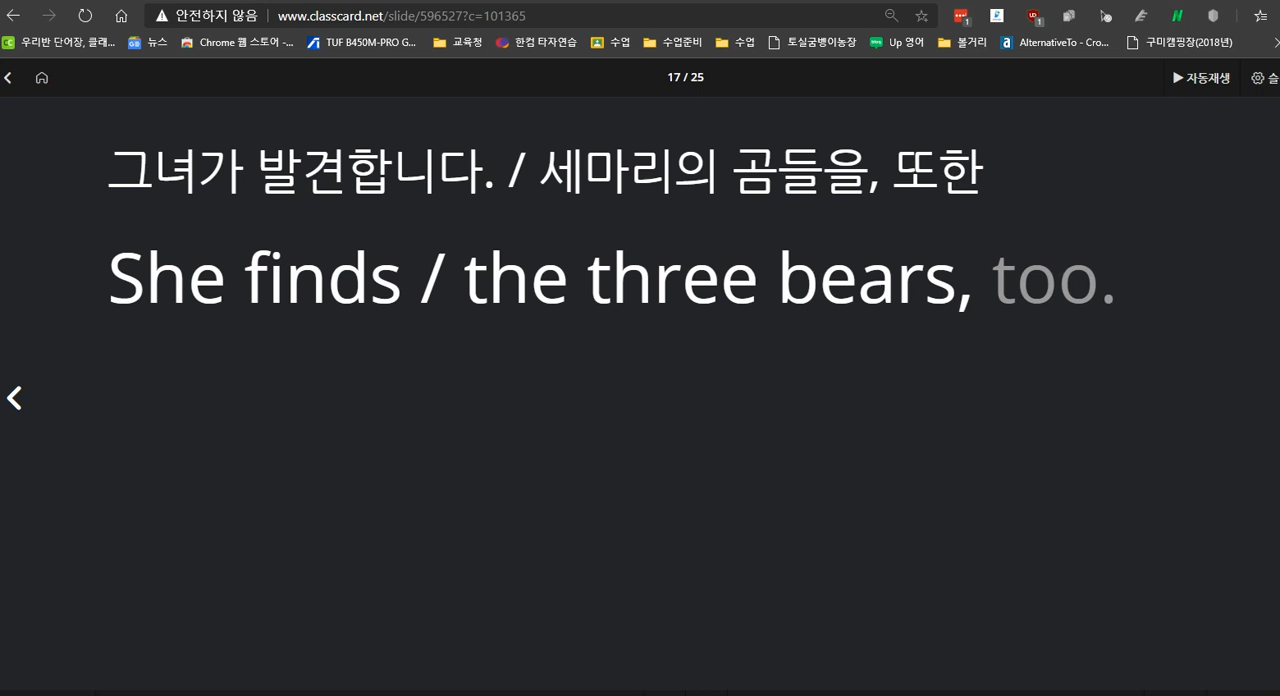 안전하지 않음 www.classcard.net/slide/596527?c=101365
우리반 단어장, 클래... 뉴스 Chrome 웹 스토어 -... TUF B450M-PRO G... 교육청 한컴 타자연습 수업 수업준비 수업 토실굼벵이농장 Up 영어 볼거리 AlternativeTo - Cro... 구미캠핑장(2018년)
17 / 25 자동재생 슬
그녀가 발견합니다. / 세마리의 곰들을, 또한
She finds / the three bears, too.